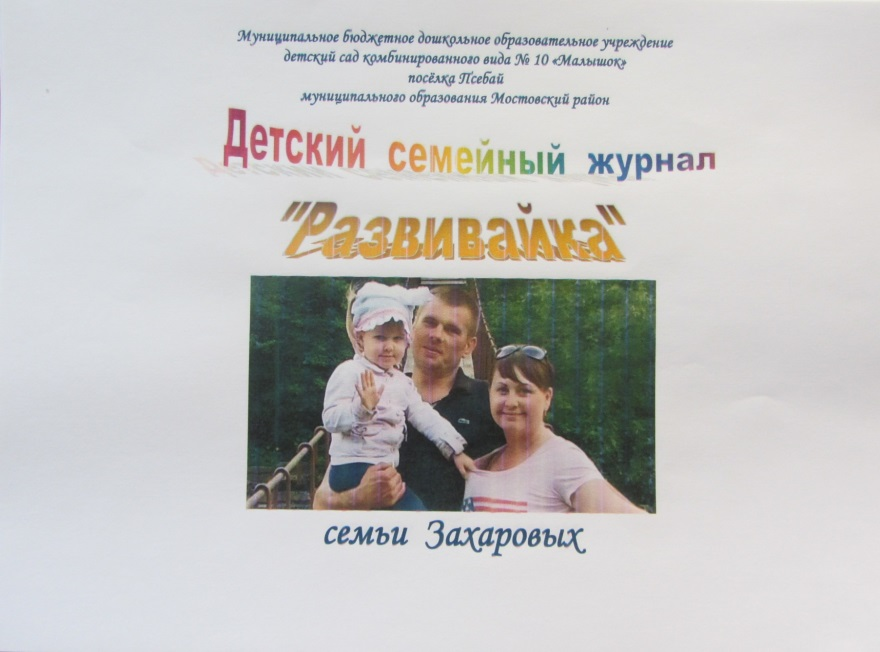 Муниципальное бюджетное дошкольное образовательное учреждение
детский сад комбинированного вида № 10 «Малышок»
посёлка Псебай
муниципального образования Мостовский район
Детский семейный журнал
"Развивайка"
семьи Захаровых